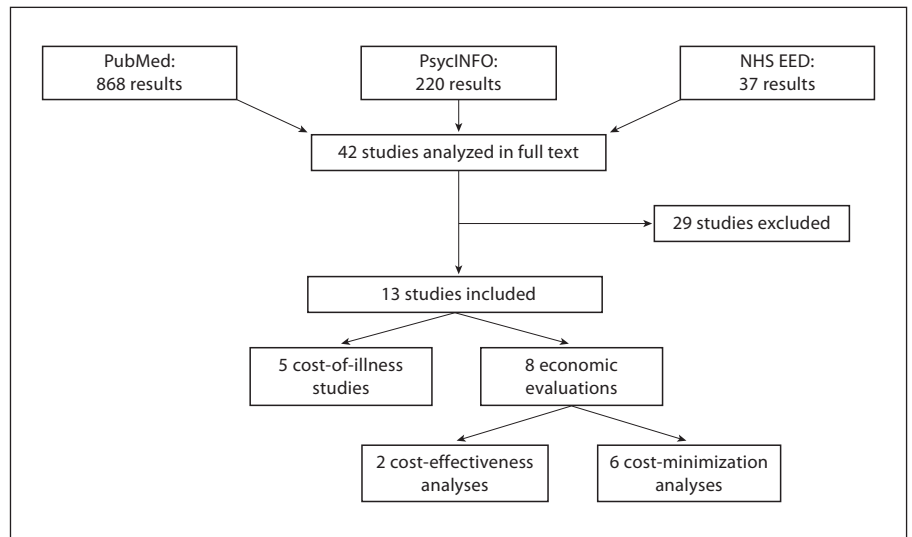 PubMed:
868 results
PsycINFO:
220 results
NHS EED:
37 results
42 studies analyzed in full text
29 studies excluded
13 studies included
5 cost-of-illness
studies
8 economic
evaluations
2 cost-effectiveness
analyses
6 cost-minimization
analyses